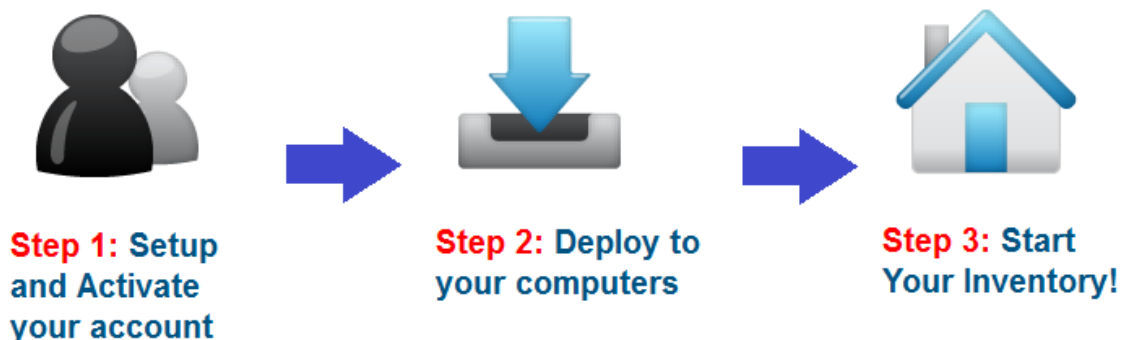 Step 1: Setup
and Activate
your account
Step 2: Deploy to
your computers
Step 3: Start
Your Inventory!